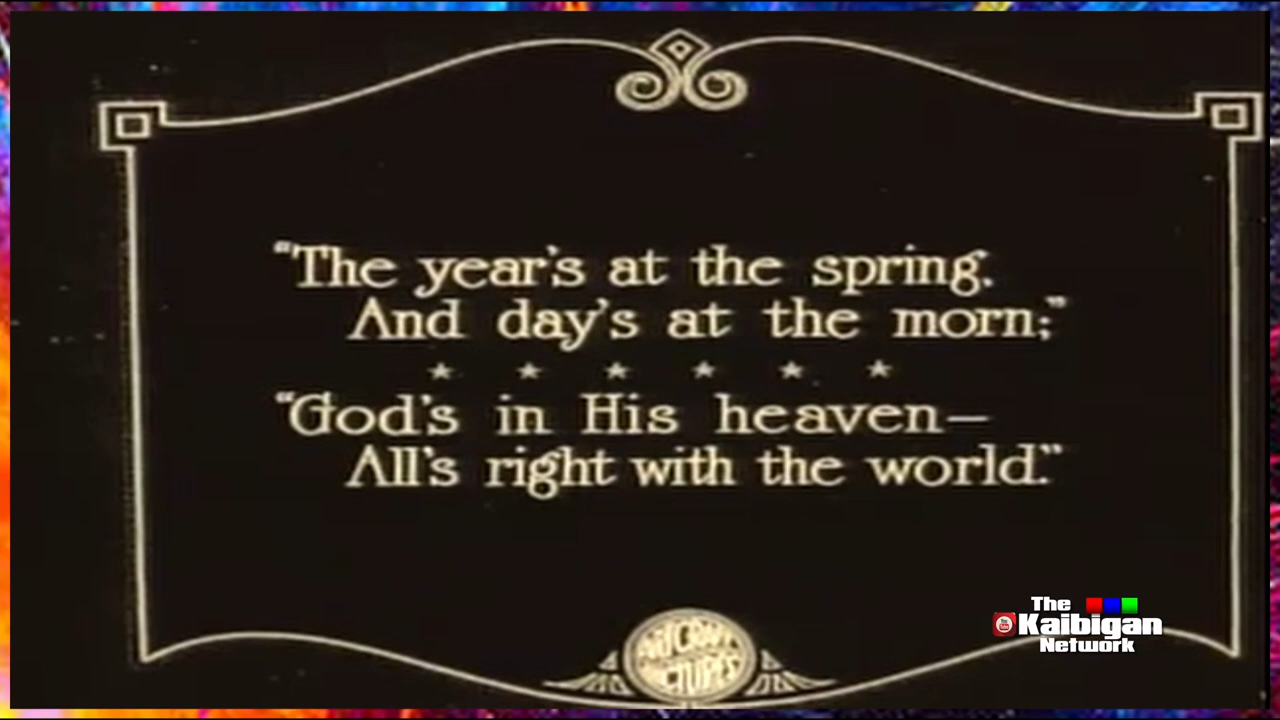 “The year's at the spring.
And day's at the morn;”
* * * * * *
“God's in His heaven—
All's right with the world.”
The
Kaibigan
Network